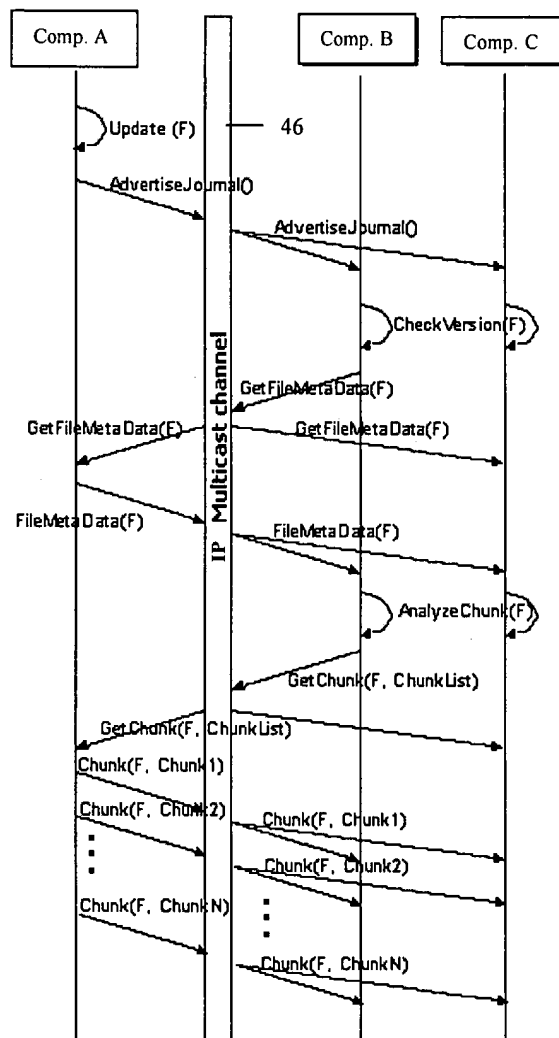 Comp. A
Comp. B
Comp. C
Update (F)
46
AdvertiseJournal()
AdvertiseJournal()
CheckVersion(F)
IP Multicast channel
GetFileMetaData(F)
GetFileMetaData(F)
GetFileMetaData(F)
FileMetaData(F)
FileMetaData(F)
AnalyzeChunk(F)
GetChunk(F, ChunkList)
GetChunk(F, ChunkList)
Chunk(F, Chunk1)
Chunk(F, Chunk2)
Chunk(F, Chunk1)
Chunk(F, Chunk2)
Chunk(F, ChunkN)
Chunk(F, ChunkN)